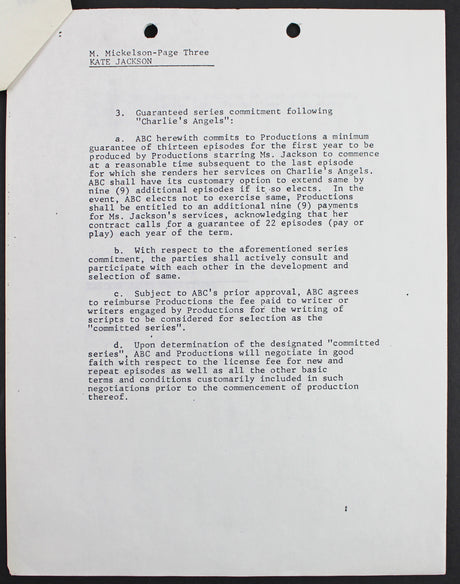 M. Mickelson-Page Three
KATE JACKSON
3. Guaranteed series commitment following
"Charlie's Angels":
a. ABC herewith commits to Productions a minimum
guarantee of thirteen episodes for the first year to be
produced by Productions starring Ms. Jackson to commence
at a reasonable time subsequent to the last episode
for which she renders her services on Charlie's Angels.
ABC shall have its customary option to extend same by
nine (9) additional episodes if it so elects. In the
event, ABC elects not to exercise same, Productions
shall be entitled to an additional nine (9) payments
for Ms. Jackson's services, acknowledging that her
contract calls for a guarantee of 22 episodes (pay or
play) each year of the term.
b. With respect to the aforementioned series
commitment, the parties shall actively consult and
participate with each other in the development and
selection of same.
c. Subject to ABC's prior approval, ABC agrees
to reimburse Productions the fee paid to writer or
writers engaged by Productions for the writing of
scripts to be considered for selection as the
"committed series".
d. Upon determination of the designated "committed
series", ABC and Productions will negotiate in good
faith with respect to the license fee for new and
repeat episodes as well as all the other basic
terms and conditions customarily included in such
negotiations prior to the commencement of production
thereof.